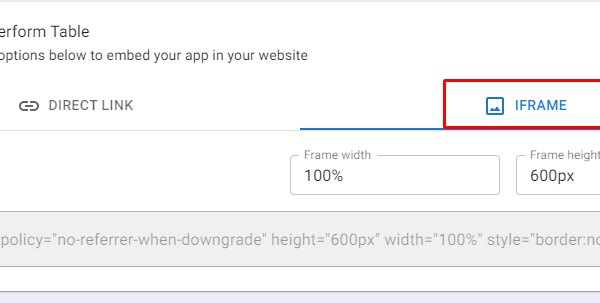 erform Table
options below to embed your app in your website
DIRECT LINK
IFRAME
Frame width
Frame height
100%
600px
policy="no-referrer-when-downgrade" height="600px" width="100%" style="border:no